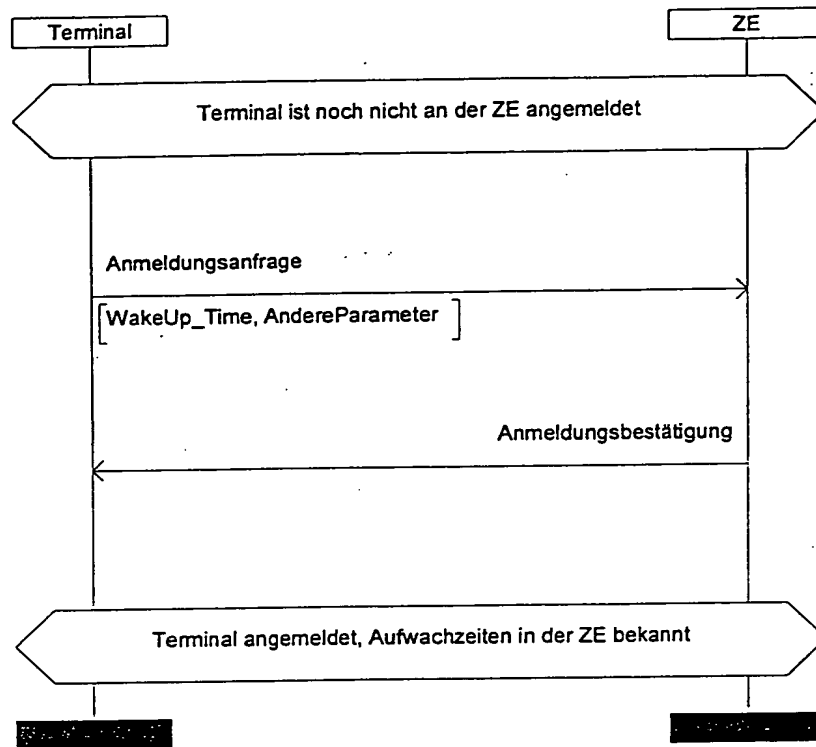 Terminal
ZE
Terminal ist noch nicht an der ZE angemeldet
Anmeldungsanfrage
WakeUp_Time, AndereParameter
Anmeldungsbestätigung
Terminal angemeldet, Aufwachzeiten in der ZE bekannt